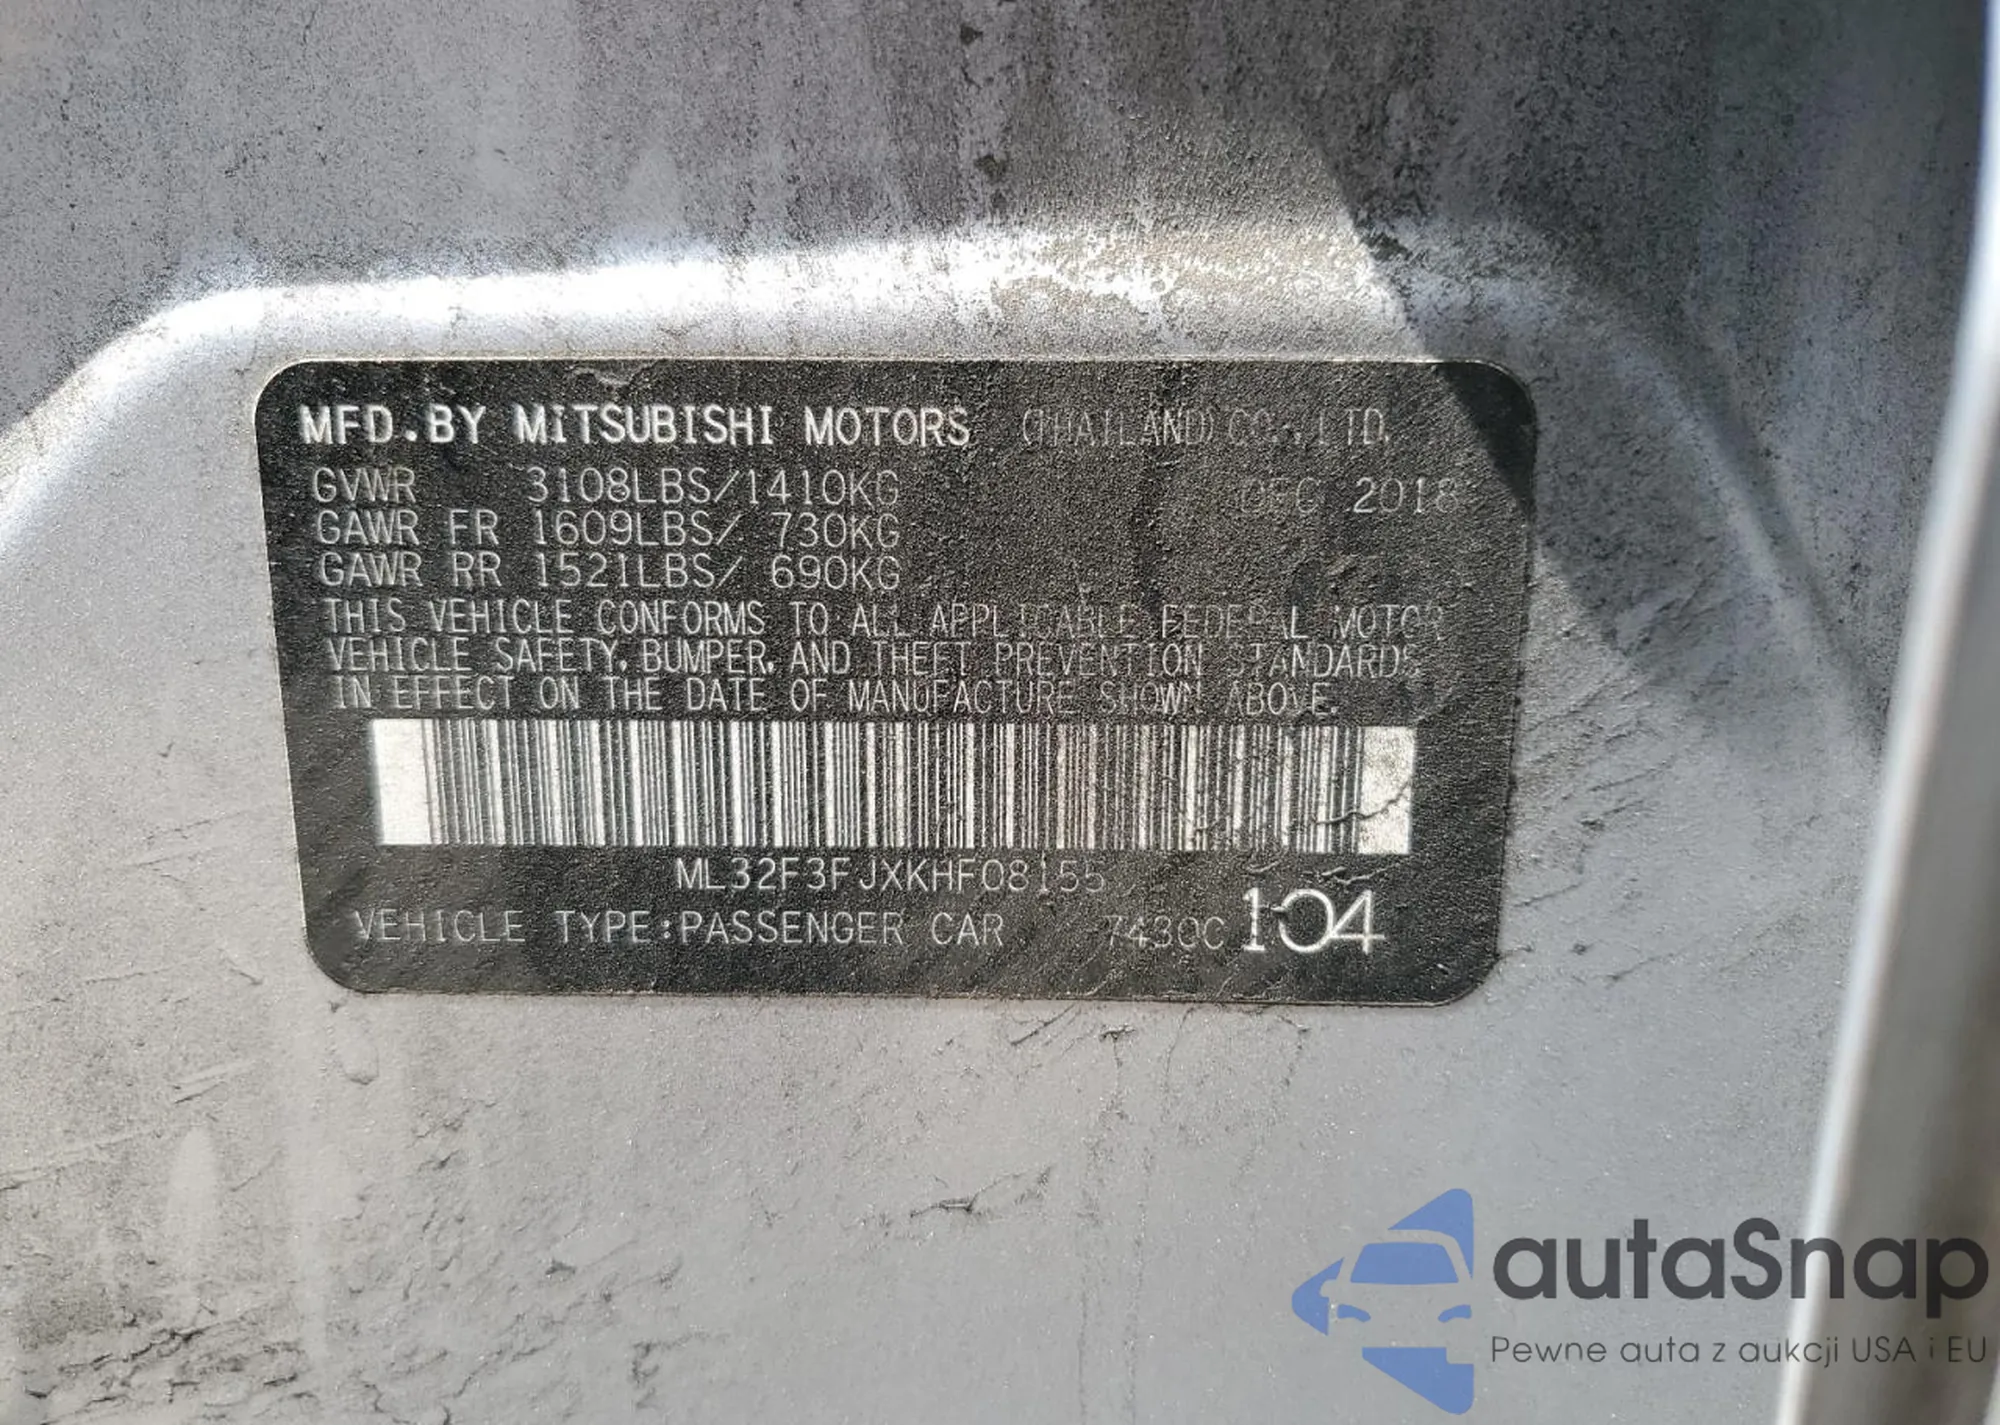 MFD.BY MITSUBISHI MOTORS (THAILAND) CO.,LTD.
GVWR 3108LBS/1410KG DEC 2018
GAWR FR 1609LBS/ 730KG
GAWR RR 1521LBS/ 690KG
THIS VEHICLE CONFORMS TO ALL APPLICABLE FEDERAL MOTOR
VEHICLE SAFETY, BUMPER, AND THEFT PREVENTION STANDARDS
IN EFFECT ON THE DATE OF MANUFACTURE SHOWN ABOVE.
ML32F3FJXKHF08155
VEHICLE TYPE:PASSENGER CAR 7430C 104
autaSnap
Pewne auta z aukcji USA i EU